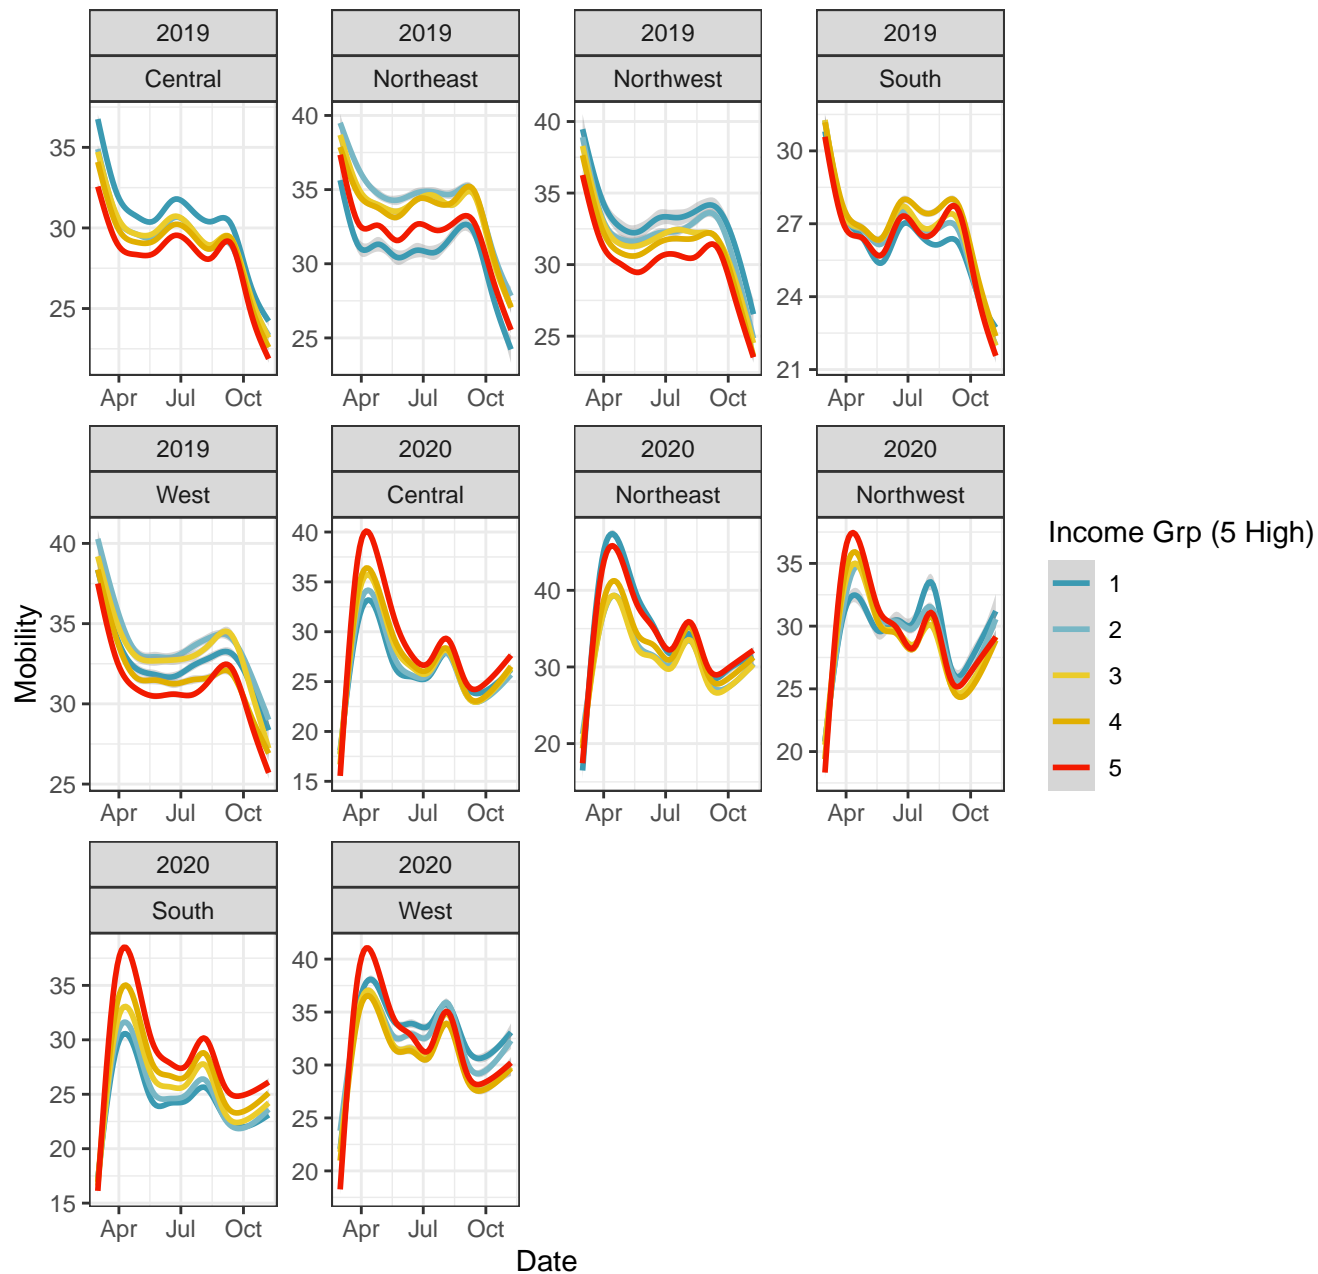 2019 2019 2019 2019
Central Northeast Northwest South
35 30 25
40 35 30 25
40 35 30 25
30 27 24 21
Apr Jul Oct Apr Jul Oct Apr Jul Oct Apr Jul Oct
2019 2020 2020 2020
West Central Northeast Northwest
40 35 30 25
40 35 30 25 20 15
40 30 20
35 30 25 20
Apr Jul Oct Apr Jul Oct Apr Jul Oct Apr Jul Oct
2020 2020
South West
35 30 25 20 15
40 35 30 25 20
Apr Jul Oct Apr Jul Oct
Mobility
Date
Income Grp (5 High)
1
2
3
4
5